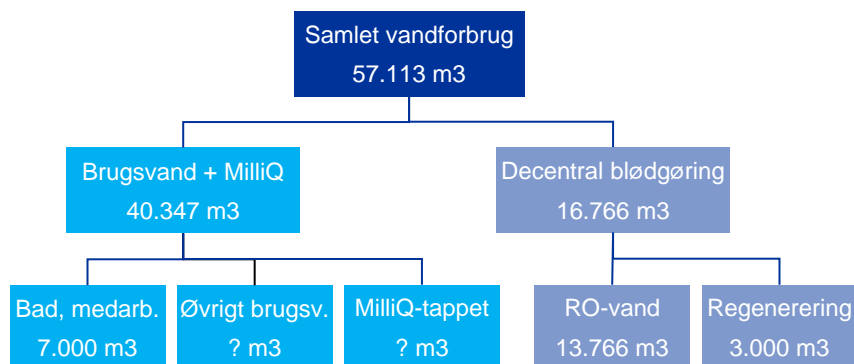 Samlet vandforbrug
57.113 m3
Brugsvand + MilliQ
40.347 m3
Decentral blødgøring
16.766 m3
Bad, medarb.
7.000 m3
Øvrigt brugsv.
? m3
MilliQ-tappet
? m3
RO-vand
13.766 m3
Regenerering
3.000 m3